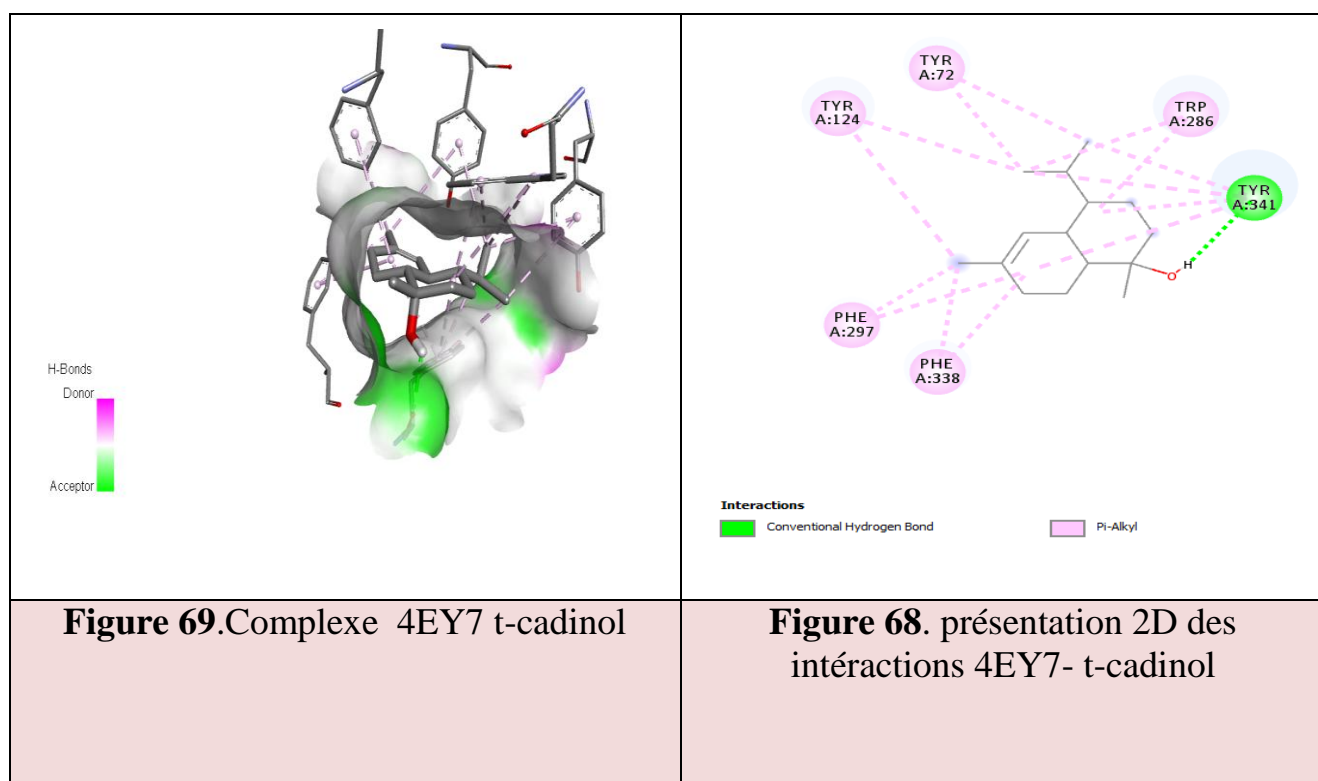 H-Bonds
Donor
Acceptor
TYR
A:72
TYR
A:124
TRP
A:286
TYR
A:341
H
O
PHE
A:297
PHE
A:338
Interactions
Conventional Hydrogen Bond
Pi-Alkyl
Figure 69.Complexe 4EY7 t-cadinol
Figure 68. présentation 2D des
intéractions 4EY7- t-cadinol